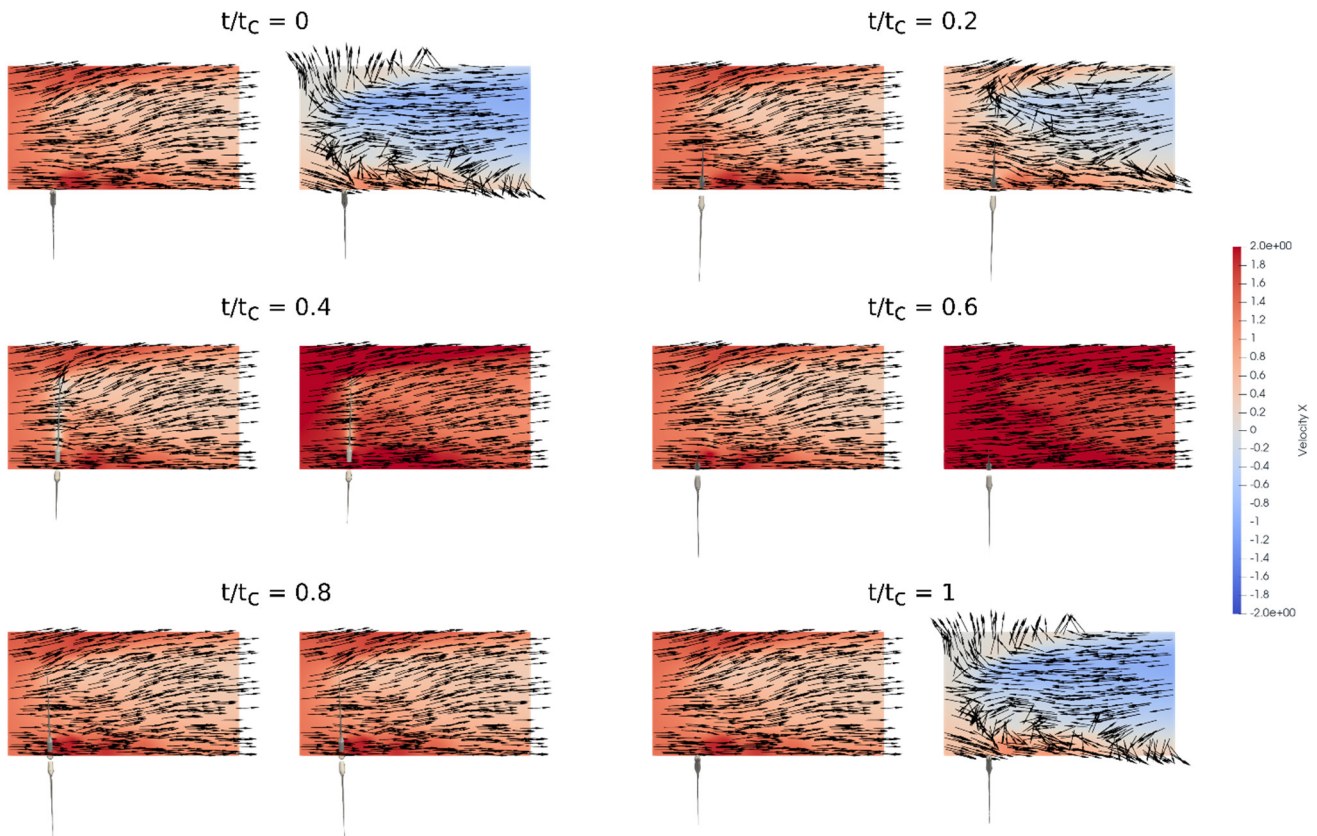 t/tC = 0
t/tC = 0.2
t/tC = 0.4
t/tC = 0.6
t/tC = 0.8
t/tC = 1
2.0e+00
1.8
1.6
1.4
1.2
1
0.8
0.6
0.4
0.2
0
-0.2
-0.4
-0.6
-0.8
-1
-1.2
-1.4
-1.6
-1.8
-2.0e+00
Velocity X